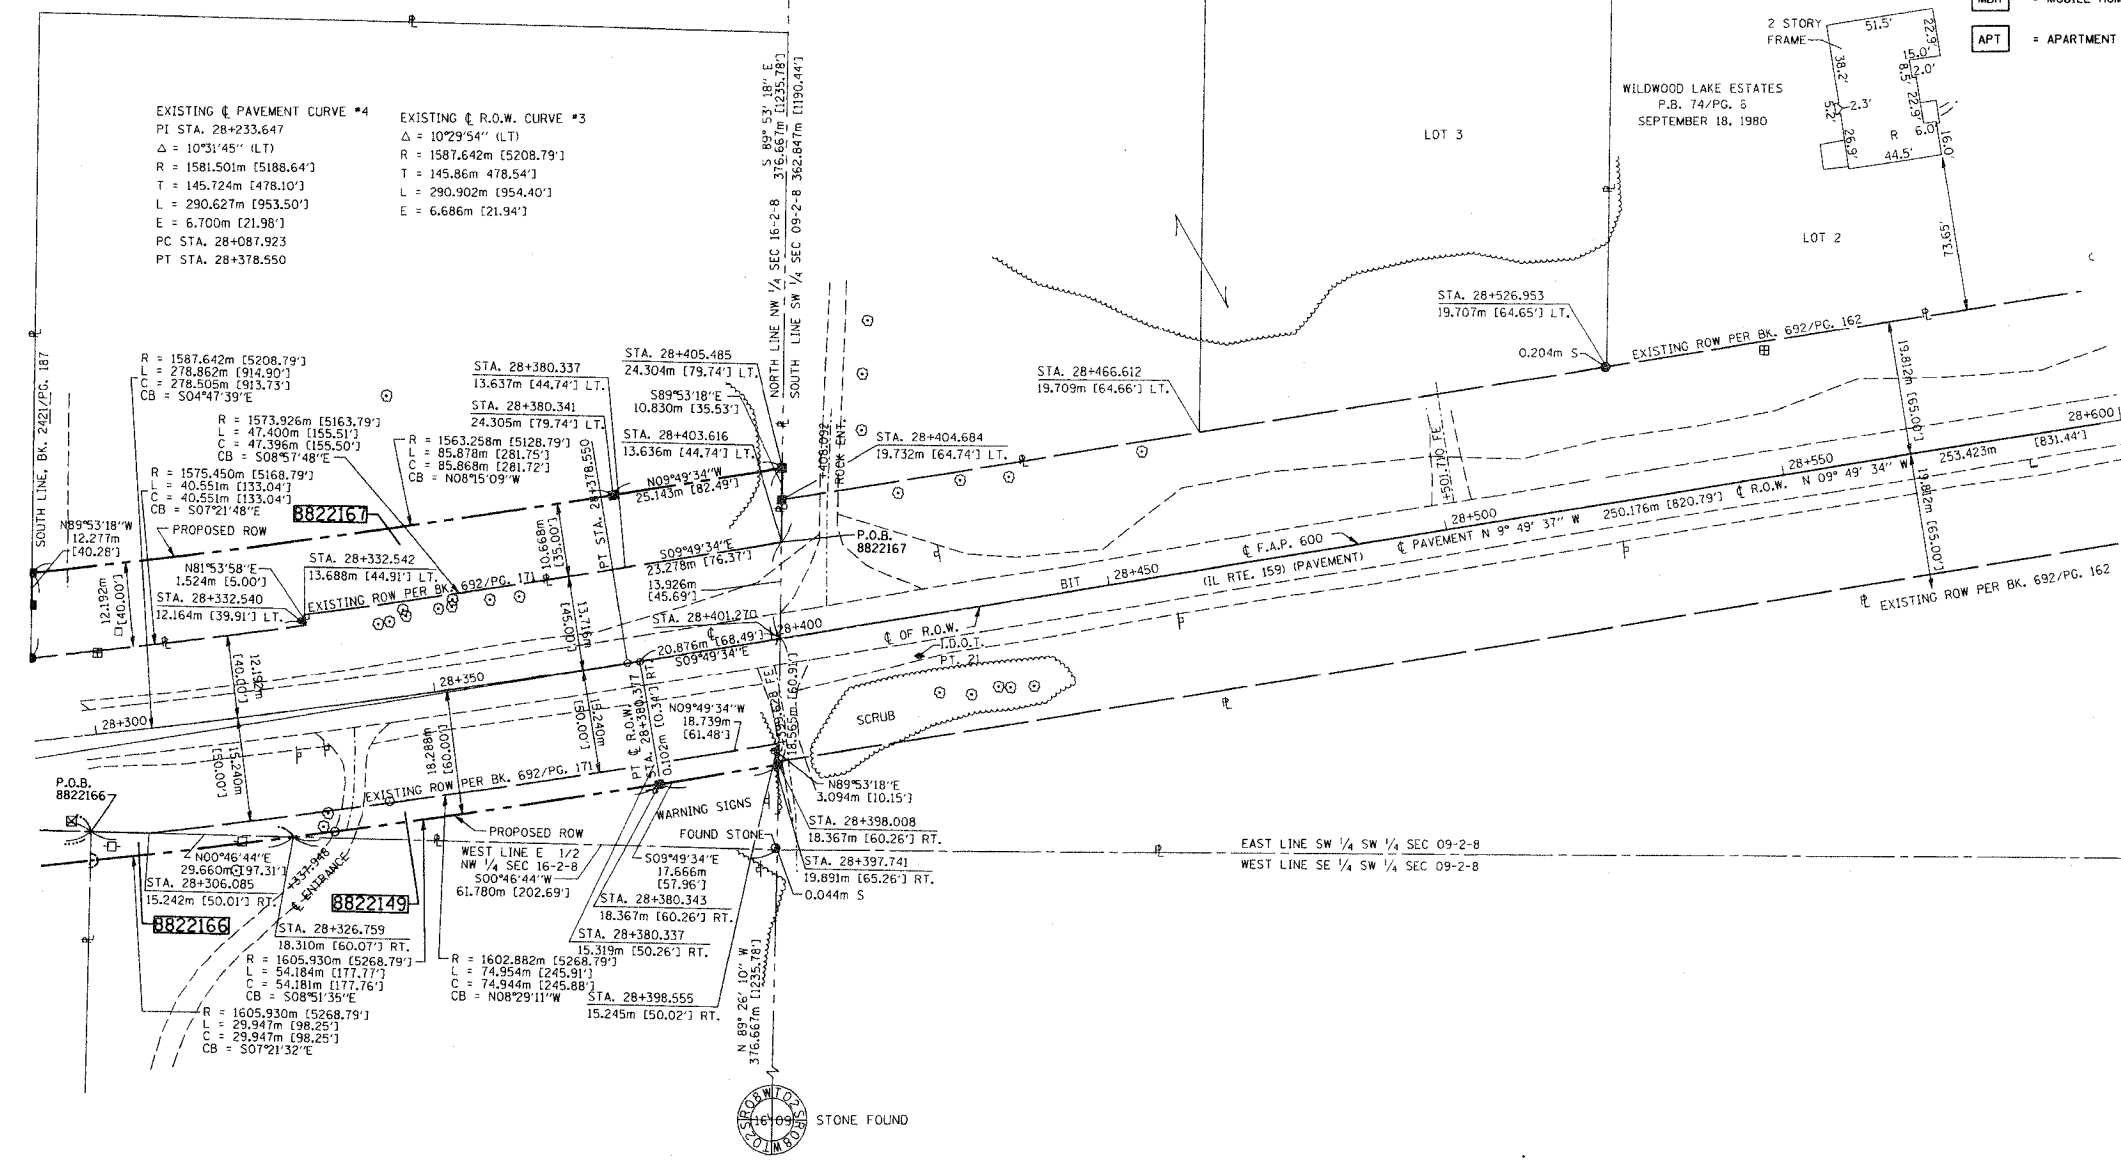 EXISTING ℄ PAVEMENT CURVE #4
PI STA. 28+233.647
Δ = 10°31'45" (LT)
R = 1581.501m [5188.64']
T = 145.724m [478.10']
L = 290.627m [953.50']
E = 6.700m [21.98']
PC STA. 28+087.923
PT STA. 28+378.550
EXISTING ℄ R.O.W. CURVE #3
Δ = 10°29'54" (LT)
R = 1587.642m [5208.79']
T = 145.86m 478.54']
L = 290.902m [954.40']
E = 6.686m [21.94']
S 89° 53' 18" E
376.667m [1235.78']
NORTH LINE NW 1/4 SEC 16-2-8
SOUTH LINE SW 1/4 SEC 09-2-8 362.847m [1190.44']
LOT 3
WILDWOOD LAKE ESTATES
P.B. 74/PG. 6
SEPTEMBER 18, 1980
2 STORY
FRAME
51.5'
22.9'
15.0'
8.5'
2.0'
22.9'
38.2'
2.3'
5.2'
26.9'
R
6.0'
16.0'
44.5'
73.65'
APT = APARTMENT
LOT 2
SOUTH LINE, BK. 2421/PG. 187
R = 1587.642m [5208.79']
L = 278.862m [914.90']
C = 278.505m [913.73']
CB = S04°47'39"E
R = 1573.926m [5163.79']
L = 47.400m [155.51']
C = 47.396m [155.50']
CB = S08°57'48"E
R = 1575.450m [5168.79']
L = 40.551m [133.04']
C = 40.551m [133.04']
CB = S07°21'48"E
R = 1563.258m [5128.79']
L = 85.878m [281.75']
C = 85.868m [281.72']
CB = N08°15'09"W
8822167
N89°53'18"W
12.277m
[40.28']
PROPOSED ROW
STA. 28+380.337
13.637m [44.74'] LT.
STA. 28+380.341
24.305m [79.74'] LT.
STA. 28+405.485
24.304m [79.74'] LT.
S89°53'18"E
10.830m [35.53']
STA. 28+403.616
13.636m [44.74'] LT.
N09°49'34"W
25.143m [82.49']
PT STA. 28+378.550
10.668m
[35.00']
STA. 28+404.684
19.732m [64.74'] LT.
+408.092
ROCK ENT.
STA. 28+466.612
19.709m [64.66'] LT.
STA. 28+526.953
19.707m [64.65'] LT.
0.204m S
EXISTING ROW PER BK. 692/PG. 162
19.812m [65.00']
28+600
[831.44']
253.423m
℄ R.O.W. N 09° 49' 34" W
28+550
+501.710 FE
28+500
250.176m [820.79']
℄ PAVEMENT N 9° 49' 37" W
℄ F.A.P. 600
(IL RTE. 159) (PAVEMENT)
BIT
28+450
19.812m [65.00']
EXISTING ROW PER BK. 692/PG. 162
P.O.B.
8822167
S09°49'34"E
23.278m [76.37']
13.926m
[45.69']
STA. 28+332.542
13.688m [44.91'] LT.
N81°53'58"E
1.524m [5.00']
STA. 28+332.540
12.164m [39.91'] LT.
EXISTING ROW PER BK. 692/PG. 171
12.192m
[40.00']
13.716m
[45.00']
STA. 28+401.270
28+400
20.876m [68.49']
S09°49'34"E
℄ OF R.O.W.
I.D.O.T.
PT. 21
SCRUB
28+350
28+300
12.192m
[40.00']
15.240m
[50.00']
18.288m
[60.00']
15.240m
[50.00']
PT ℄ R.O.W.
STA. 28+380.377
0.102m [0.34'] RT.
N09°49'34"W
18.739m
[61.48']
18.565m [60.91']
EXISTING ROW PER BK. 692/PG. 171
P.O.B.
8822166
N89°53'18"E
3.094m [10.15']
WARNING SIGNS
STA. 28+398.008
18.367m [60.26'] RT.
FOUND STONE
STA. 28+397.741
19.891m [65.26'] RT.
0.044m S
PROPOSED ROW
WEST LINE E 1/2
NW 1/4 SEC 16-2-8
S00°46'44"W
61.780m [202.69']
S09°49'34"E
17.666m
[57.96']
STA. 28+380.343
18.367m [60.26'] RT.
STA. 28+380.337
15.319m [50.26'] RT.
STA. 28+398.555
15.245m [50.02'] RT.
N00°46'44"E
29.660m [97.31']
STA. 28+306.085
15.242m [50.01'] RT.
+337.948
℄ ENTRANCE
8822149
8822166
STA. 28+326.759
18.310m [60.07'] RT.
R = 1605.930m [5268.79']
L = 54.184m [177.77']
C = 54.181m [177.76']
CB = S08°51'35"E
R = 1602.882m [5268.79']
L = 74.954m [245.91']
C = 74.944m [245.88']
CB = N08°29'11"W
R = 1605.930m [5268.79']
L = 29.947m [98.25']
C = 29.947m [98.25']
CB = S07°21'32"E
EAST LINE SW 1/4 SW 1/4 SEC 09-2-8
WEST LINE SE 1/4 SW 1/4 SEC 09-2-8
N 89° 26' 10" W
376.667m [1235.78']
SR08WT02SR08WT02
16 09
STONE FOUND